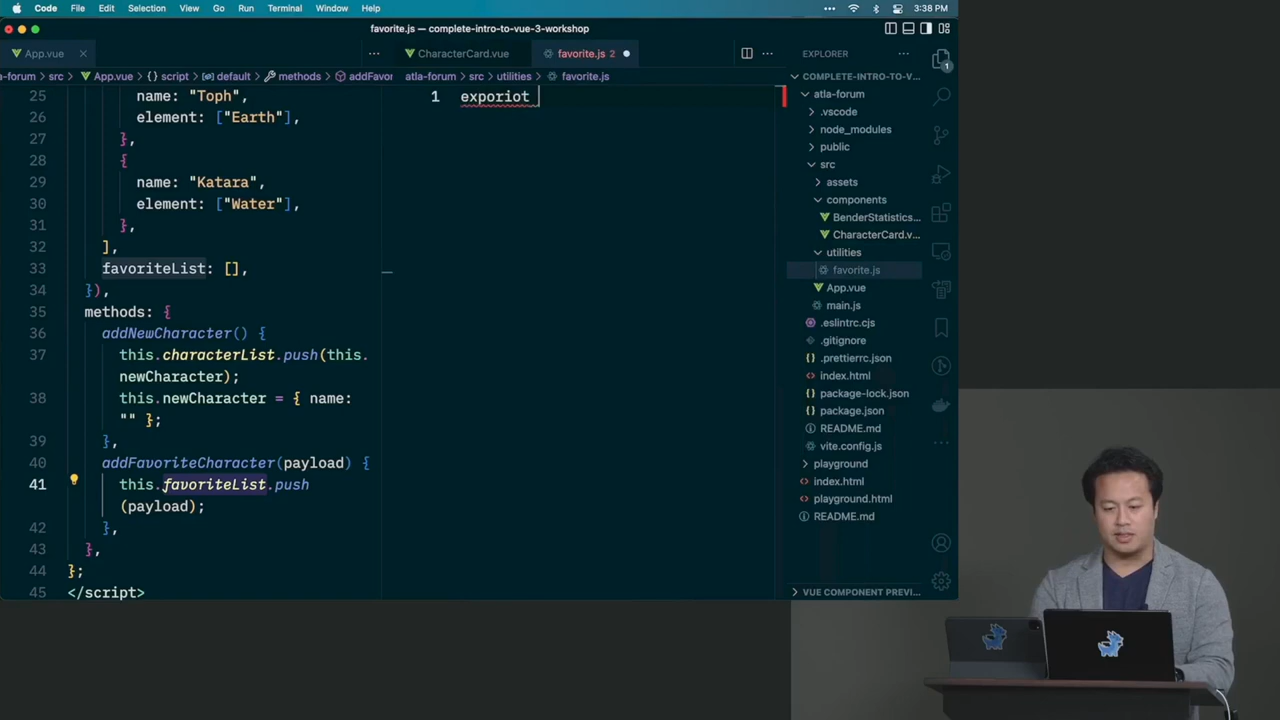 Code File Edit Selection View Go Run Terminal Window Help 3:38 PM
favorite.js — complete-intro-to-vue-3-workshop
App.vue
CharacterCard.vue
favorite.js 2
EXPLORER
a-forum > src > App.vue > script > default > methods > addFavor
atla-forum > src > utilities > favorite.js
25 name: "Toph",
26 element: ["Earth"],
27 },
28 {
29 name: "Katara",
30 element: ["Water"],
31 },
32 ],
33 favoriteList: [],
34 }),
35 methods: {
36 addNewCharacter() {
37 this.characterList.push(this.
newCharacter);
38 this.newCharacter = { name:
"" };
39 },
40 addFavoriteCharacter(payload) {
41 this.favoriteList.push
(payload);
42 },
43 },
44 };
45 </script>
1 exporiot
COMPLETE-INTRO-TO-V...
atla-forum
.vscode
node_modules
public
src
assets
components
BenderStatistics...
CharacterCard.v...
utilities
favorite.js
App.vue
main.js
.eslintrc.cjs
.gitignore
.prettierrc.json
index.html
package-lock.json
package.json
README.md
vite.config.js
playground
index.html
playground.html
README.md
VUE COMPONENT PREVI...
1